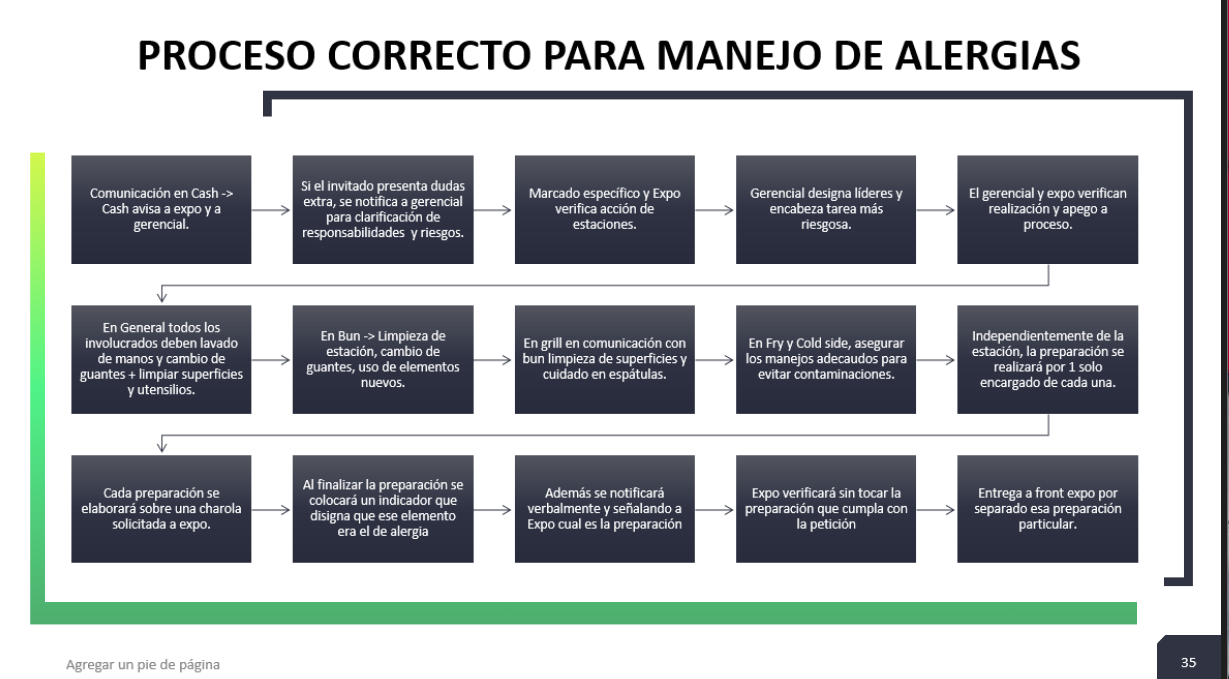 PROCESO CORRECTO PARA MANEJO DE ALERGIAS
Comunicación en Cash ->
Cash avisa a expo y a
gerencial.
Si el invitado presenta dudas
extra, se notifica a gerencial
para clarificación de
responsabilidades y riesgos.
Marcado específico y Expo
verifica acción de
estaciones.
Gerencial designa líderes y
encabeza tarea más
riesgosa.
El gerencial y expo verifican
realización y apego a
proceso.
En General todos los
involucrados deben lavado
de manos y cambio de
guantes + limpiar superficies
y utensilios.
En Bun -> Limpieza de
estación, cambio de
guantes, uso de elementos
nuevos.
En grill en comunicación con
bun limpieza de superficies y
cuidado en espátulas.
En Fry y Cold side, asegurar
los manejos adecaudos para
evitar contaminaciones.
Independientemente de la
estación, la preparación se
realizará por 1 solo
encargado de cada una.
Cada preparación se
elaborará sobre una charola
solicitada a expo.
Al finalizar la preparación se
colocará un indicador que
disigna que ese elemento
era el de alergia
Además se notificará
verbalmente y señalando a
Expo cual es la preparación
Expo verificará sin tocar la
preparación que cumpla con
la petición
Entrega a front expo por
separado esa preparación
particular.
Agregar un pie de página
35